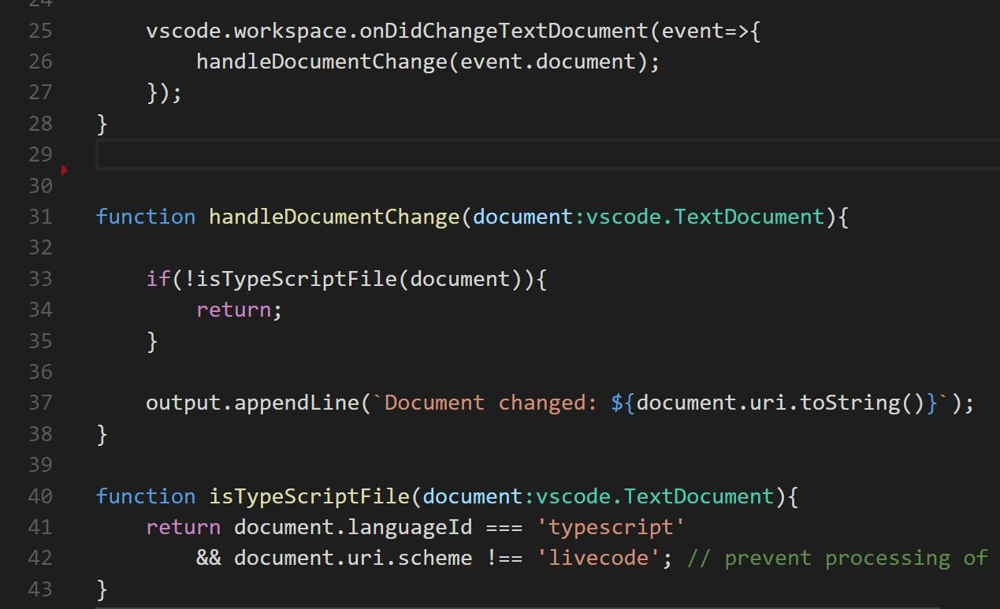 24
25 vscode.workspace.onDidChangeTextDocument(event=>{
26 handleDocumentChange(event.document);
27 });
28 }
29
30
31 function handleDocumentChange(document:vscode.TextDocument){
32
33 if(!isTypeScriptFile(document)){
34 return;
35 }
36
37 output.appendLine(`Document changed: ${document.uri.toString()}`);
38 }
39
40 function isTypeScriptFile(document:vscode.TextDocument){
41 return document.languageId === 'typescript'
42 && document.uri.scheme !== 'livecode'; // prevent processing of
43 }